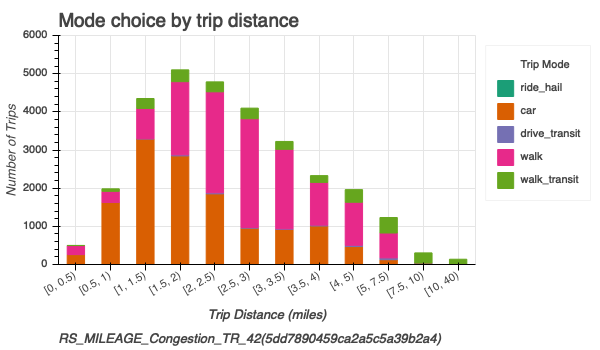 Mode choice by trip distance
6000
5000
4000
3000
2000
1000
0
Number of Trips
[0, 0.5)
[0.5, 1)
[1, 1.5)
[1.5, 2)
[2, 2.5)
[2.5, 3)
[3, 3.5)
[3.5, 4)
[4, 5)
[5, 7.5)
[7.5, 10)
[10, 40)
Trip Distance (miles)
Trip Mode
ride_hail
car
drive_transit
walk
walk_transit
RS_MILEAGE_Congestion_TR_42(5dd7890459ca2a5c5a39b2a4)